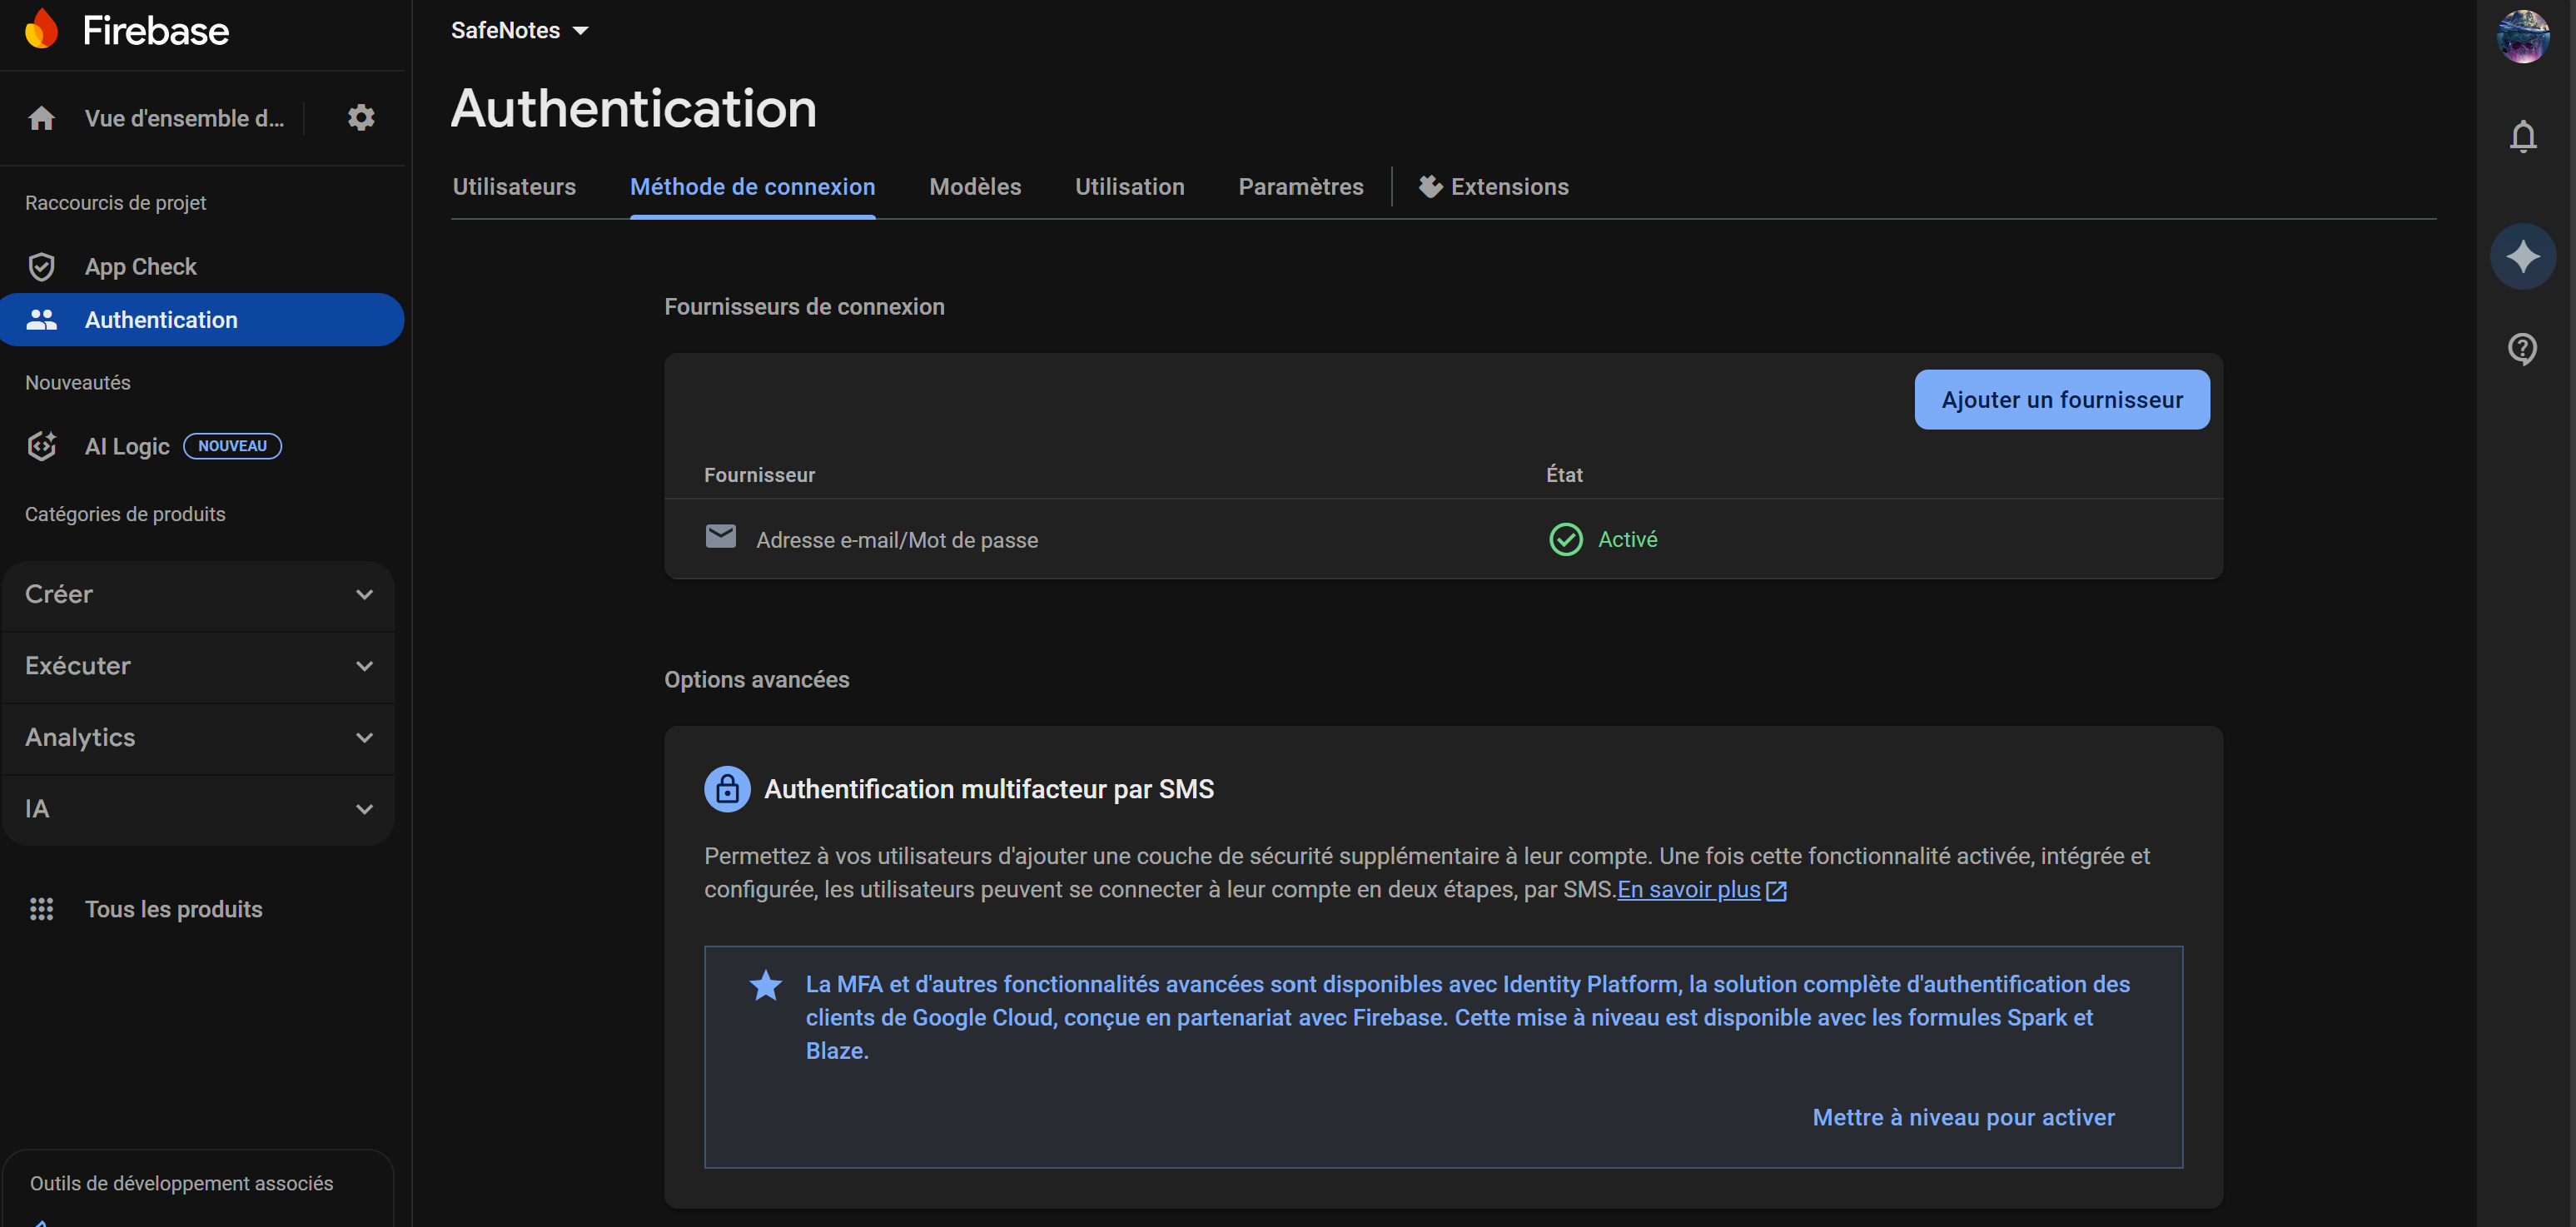 Firebase
Vue d'ensemble d...
Raccourcis de projet
App Check
Authentication
Nouveautés
AI Logic
NOUVEAU
Catégories de produits
Créer
Exécuter
Analytics
IA
Tous les produits
Outils de développement associés
SafeNotes
Authentication
Utilisateurs
Méthode de connexion
Modèles
Utilisation
Paramètres
Extensions
Fournisseurs de connexion
Ajouter un fournisseur
Fournisseur
État
Adresse e-mail/Mot de passe
Activé
Options avancées
Authentification multifacteur par SMS
Permettez à vos utilisateurs d'ajouter une couche de sécurité supplémentaire à leur compte. Une fois cette fonctionnalité activée, intégrée et
configurée, les utilisateurs peuvent se connecter à leur compte en deux étapes, par SMS.En savoir plus
La MFA et d'autres fonctionnalités avancées sont disponibles avec Identity Platform, la solution complète d'authentification des
clients de Google Cloud, conçue en partenariat avec Firebase. Cette mise à niveau est disponible avec les formules Spark et
Blaze.
Mettre à niveau pour activer